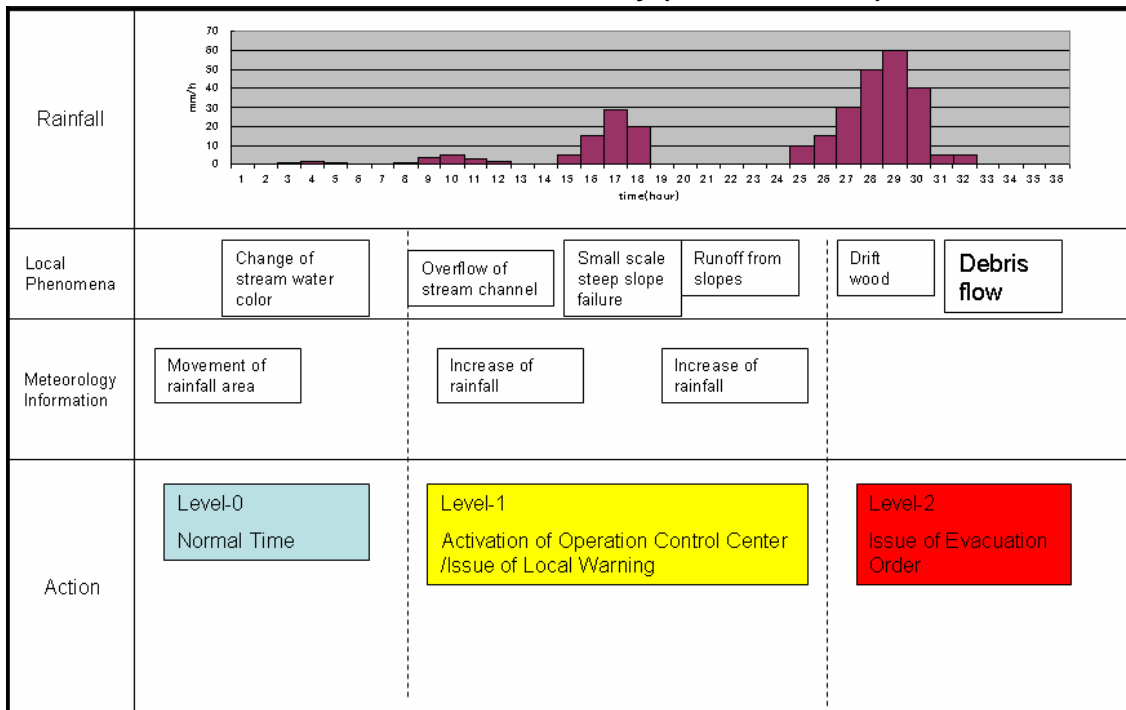 Rainfall
mm/h
70
60
50
40
30
20
10
0
1 2 3 4 5 6 7 8 9 10 11 12 13 14 15 16 17 18 19 20 21 22 23 24 25 26 27 28 29 30 31 32 33 34 35 36
time(hour)
Local
Phenomena
Change of
stream water
color
Overflow of
stream channel
Small scale
steep slope
failure
Runoff from
slopes
Drift
wood
Debris
flow
Meteorology
Information
Movement of
rainfall area
Increase of
rainfall
Increase of
rainfall
Action
Level-0
Normal Time
Level-1
Activation of Operation Control Center
/Issue of Local Warning
Level-2
Issue of Evacuation
Order